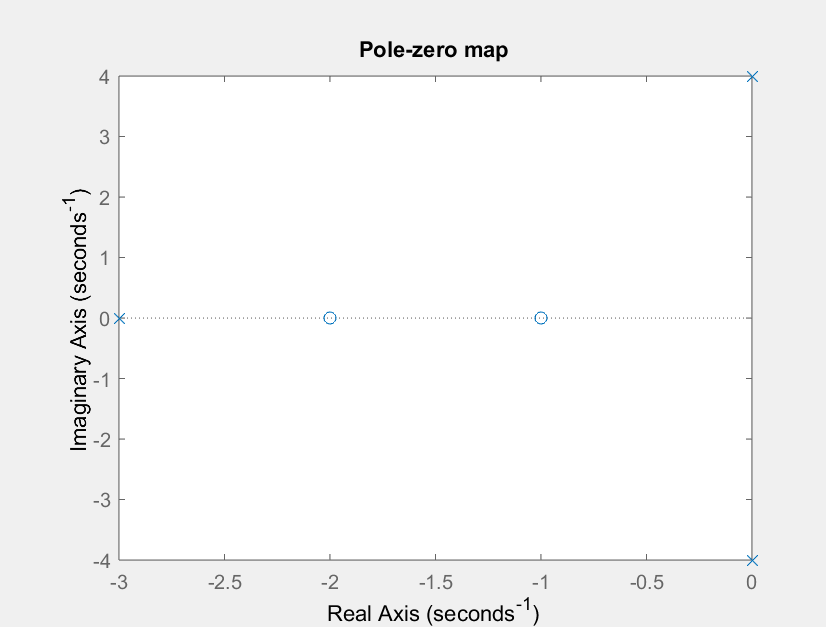 Pole-zero map
Imaginary Axis (seconds⁻¹)
4
3
2
1
0
-1
-2
-3
-4
-3 -2.5 -2 -1.5 -1 -0.5 0
Real Axis (seconds⁻¹)